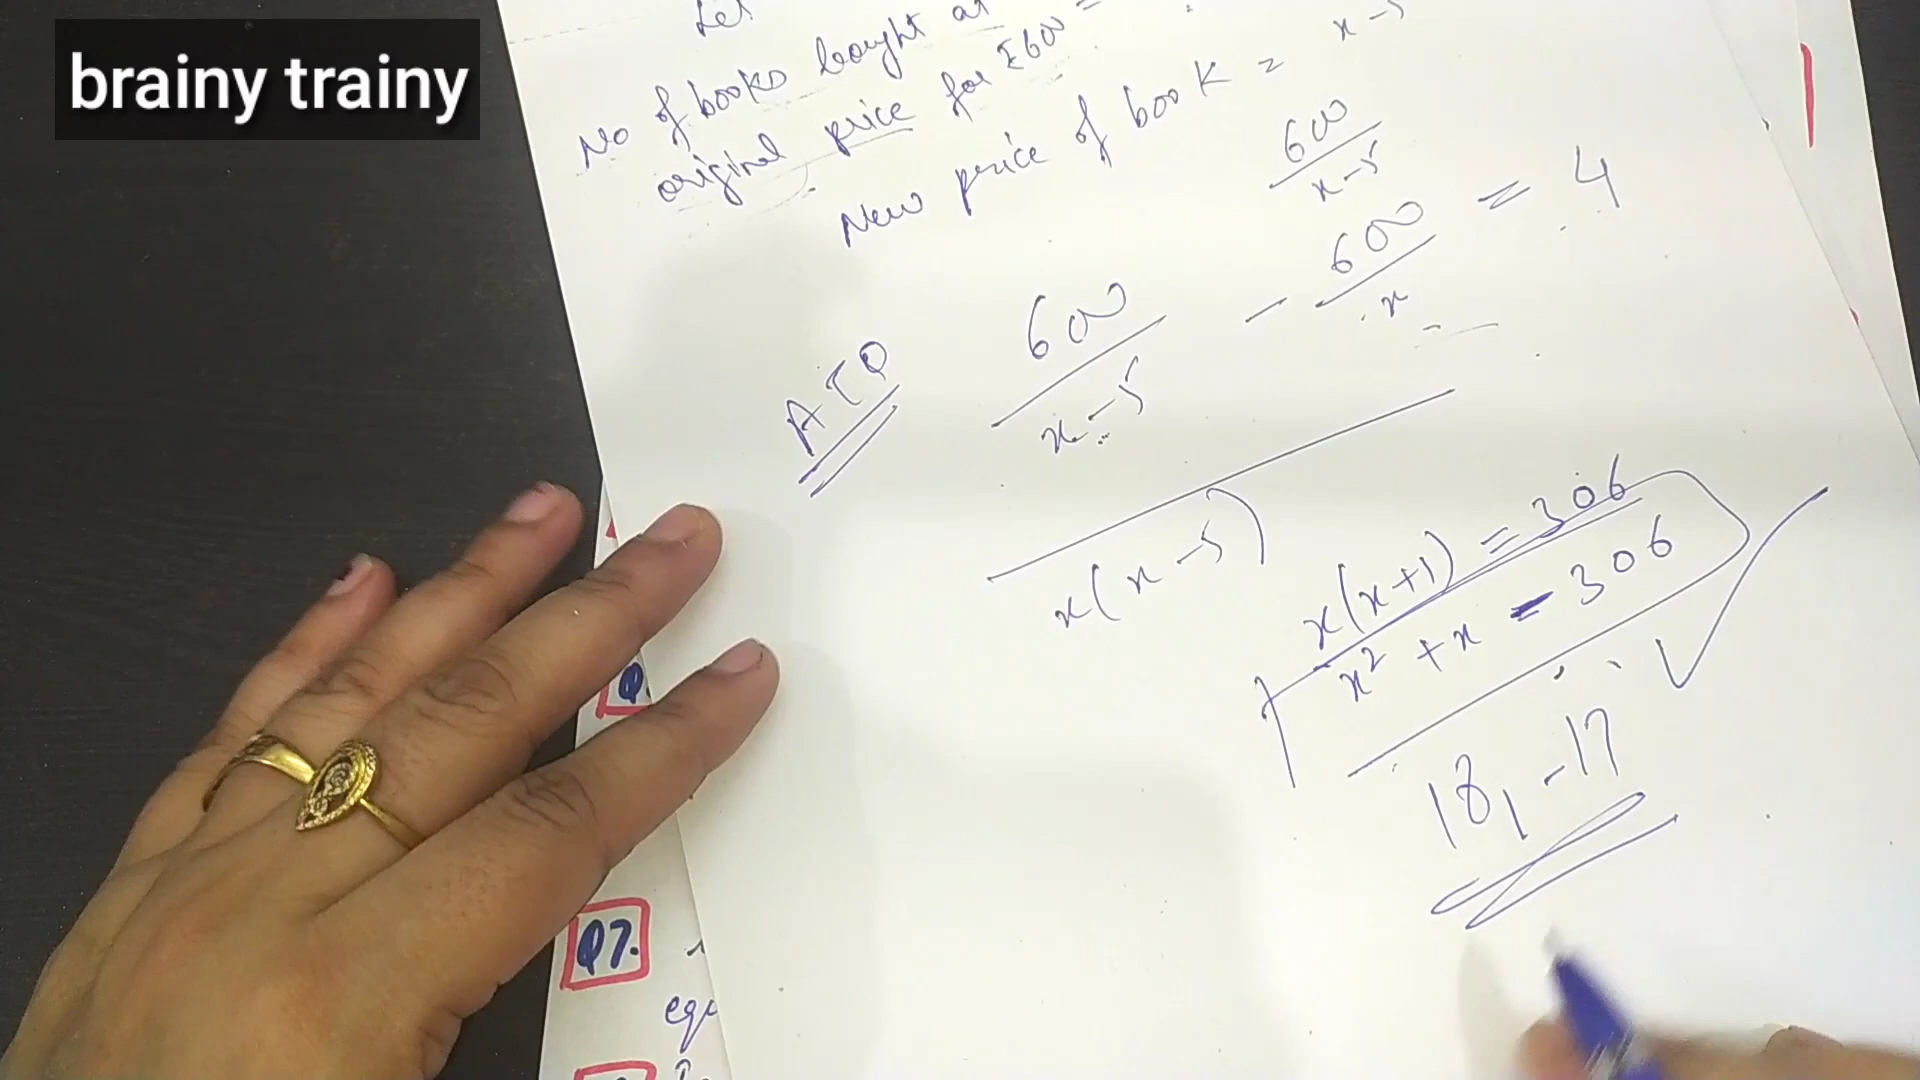 brainy trainy
Let
No of books bought at
original price for ₹600 =
New price of book = x-5
600
x-5
ATQ 600/x-5 - 600/x = 4
x(x-5)
x(x+1) = 306
x² + x - 306
18, -17
Q7.